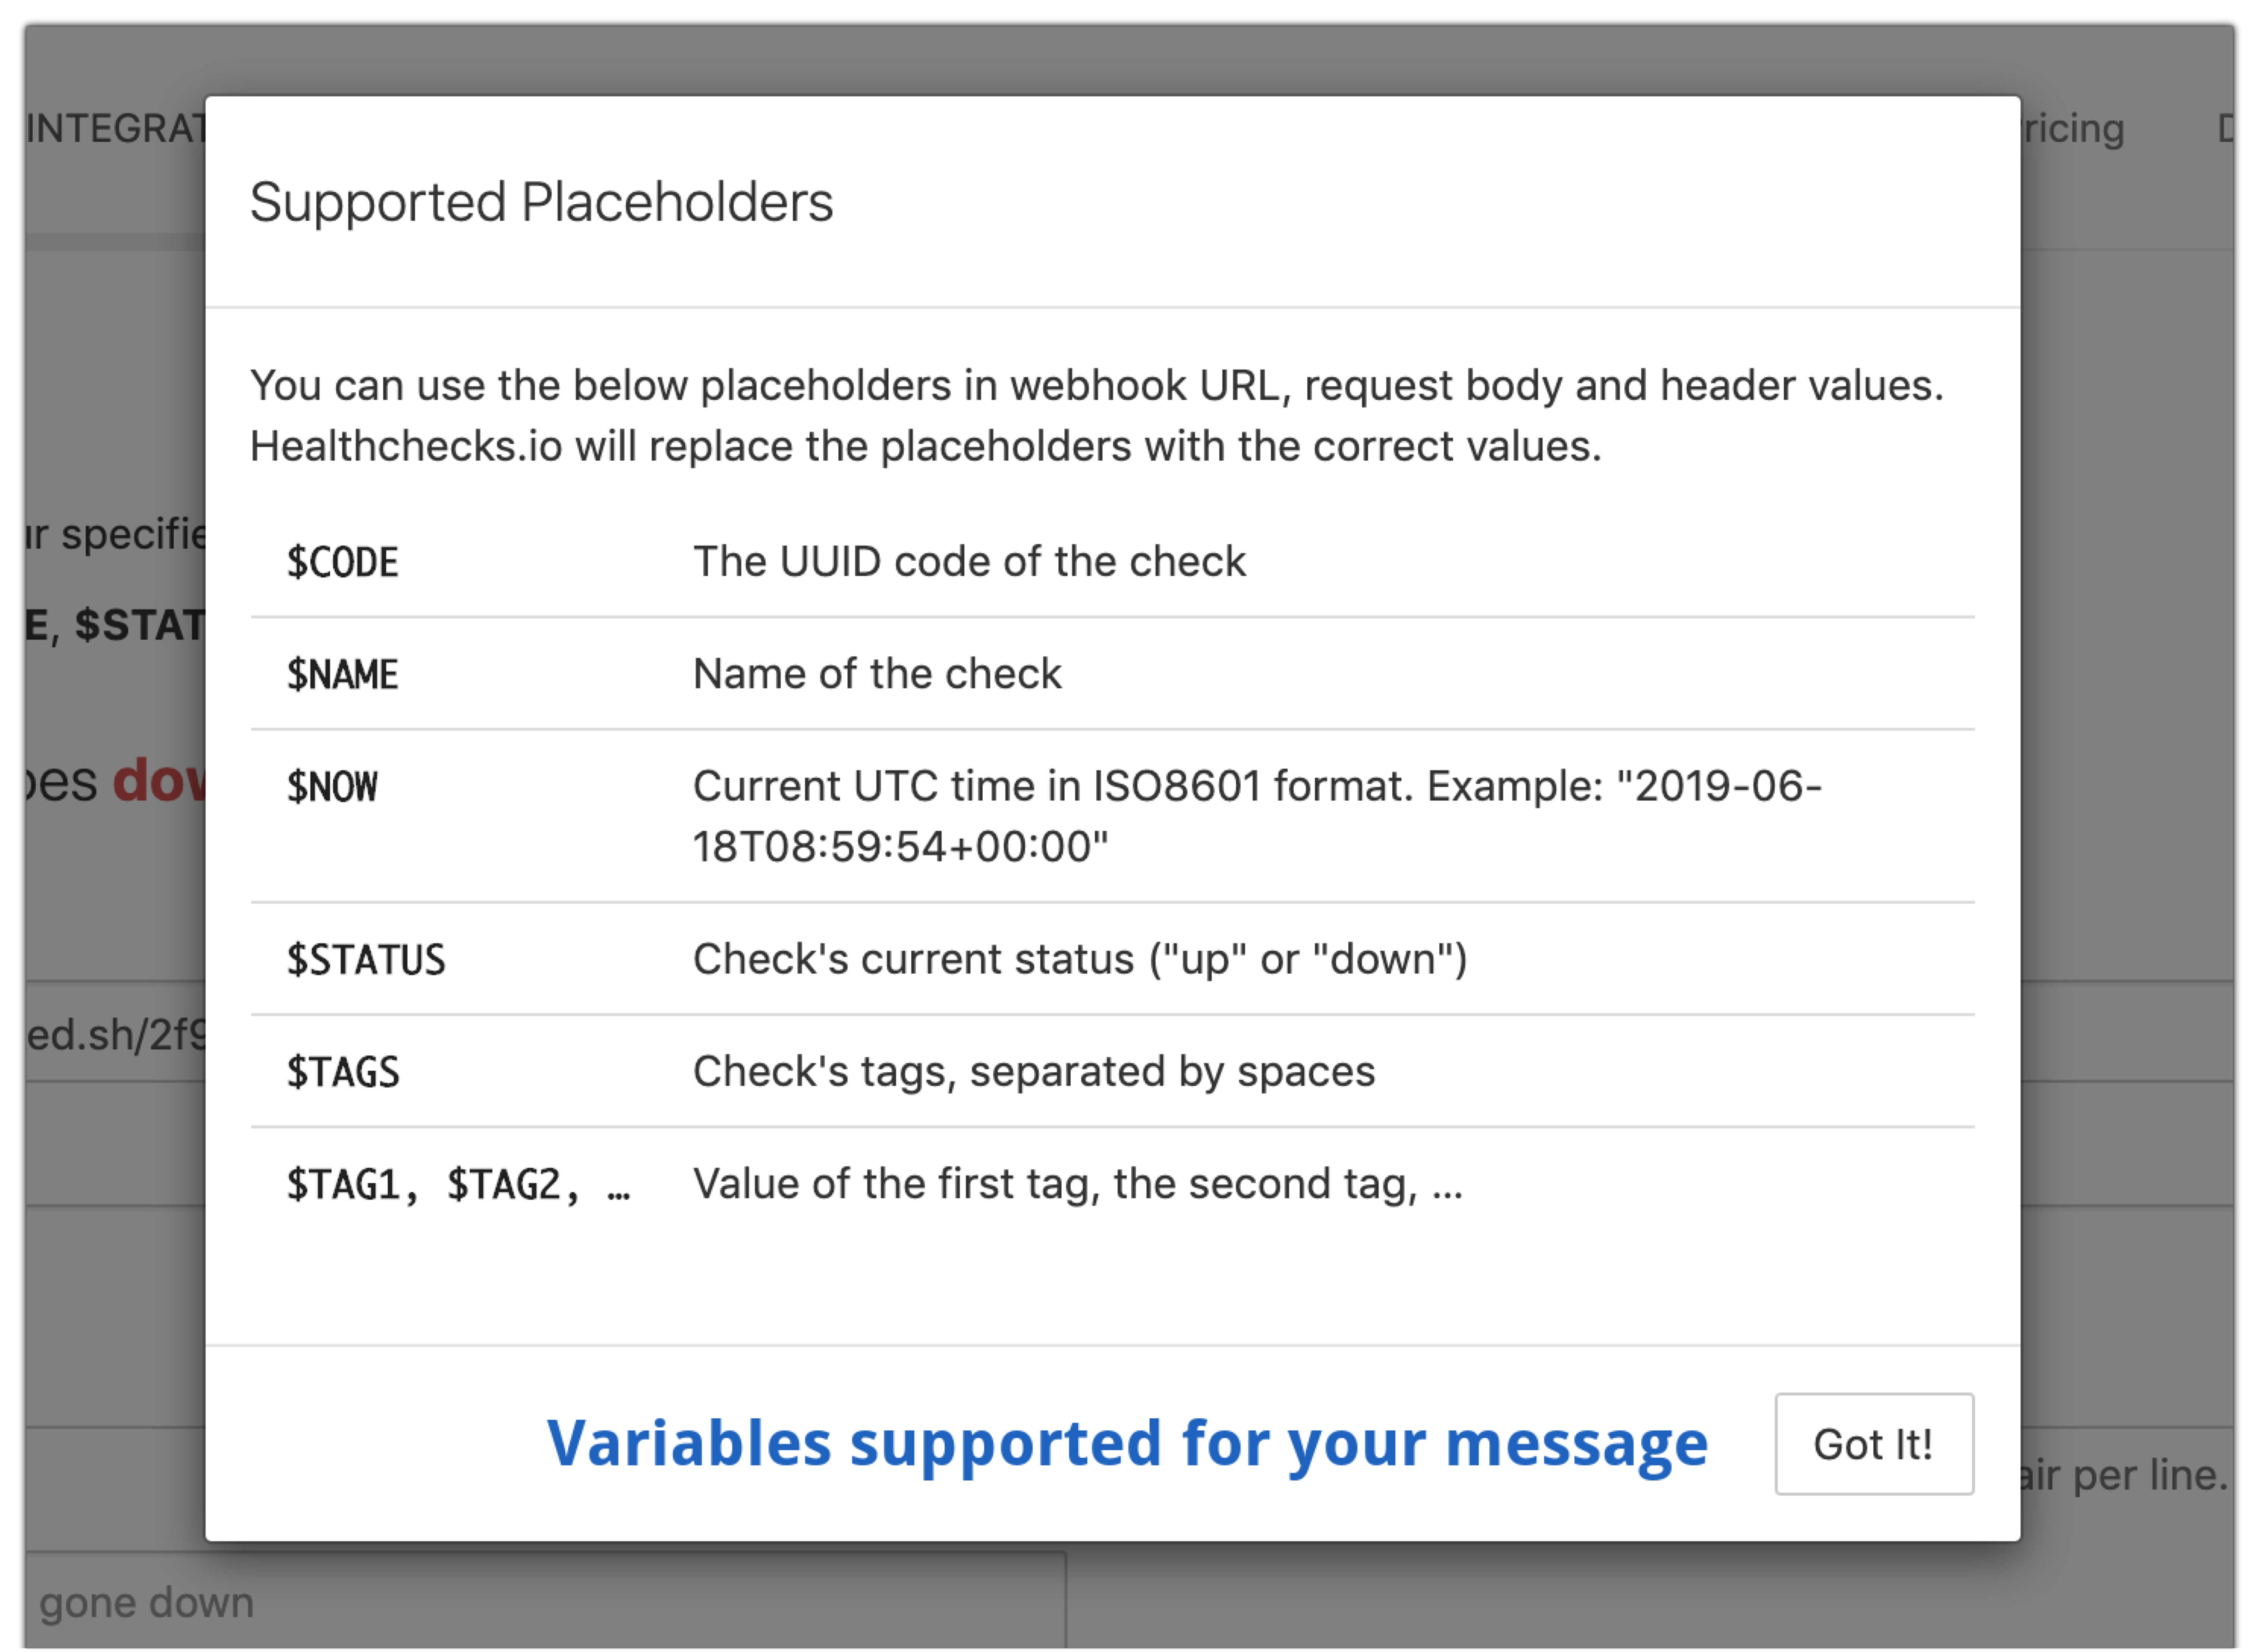 INTEGRAT
ricing
Supported Placeholders
You can use the below placeholders in webhook URL, request body and header values.
Healthchecks.io will replace the placeholders with the correct values.
ur specifie
$CODE The UUID code of the check
E, $STAT
$NAME Name of the check
oes dow
$NOW Current UTC time in ISO8601 format. Example: "2019-06-
18T08:59:54+00:00"
$STATUS Check's current status ("up" or "down")
ed.sh/2f9
$TAGS Check's tags, separated by spaces
$TAG1, $TAG2, … Value of the first tag, the second tag, …
Variables supported for your message
Got It!
air per line.
gone down